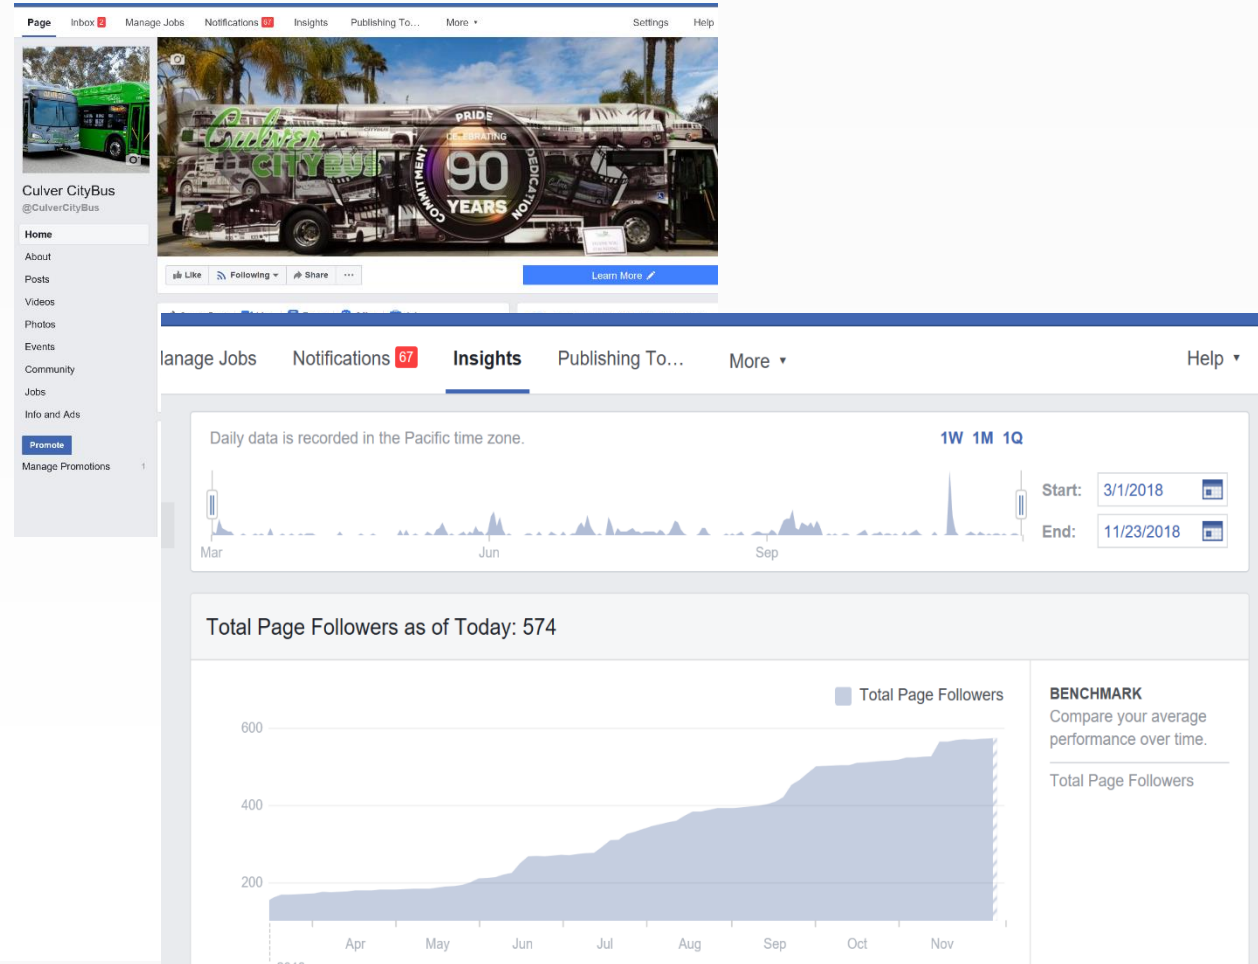 Page Inbox 2 Manage Jobs Notifications 67 Insights Publishing To... More Settings Help
Culver
CITYBUS
PRIDE
CELEBRATING
90
YEARS
COMMITMENT
DEDICATION
Culver CityBus
@CulverCityBus
Home
About
Posts
Videos
Photos
Events
Community
Jobs
Info and Ads
Promote
Manage Promotions 1
Like Following Share ...
Learn More
anage Jobs Notifications 67 Insights Publishing To... More Help
Daily data is recorded in the Pacific time zone.
1W 1M 1Q
Start: 3/1/2018
End: 11/23/2018
Mar Jun Sep
Total Page Followers as of Today: 574
Total Page Followers
600
400
200
Apr May Jun Jul Aug Sep Oct Nov
BENCHMARK
Compare your average
performance over time.
Total Page Followers